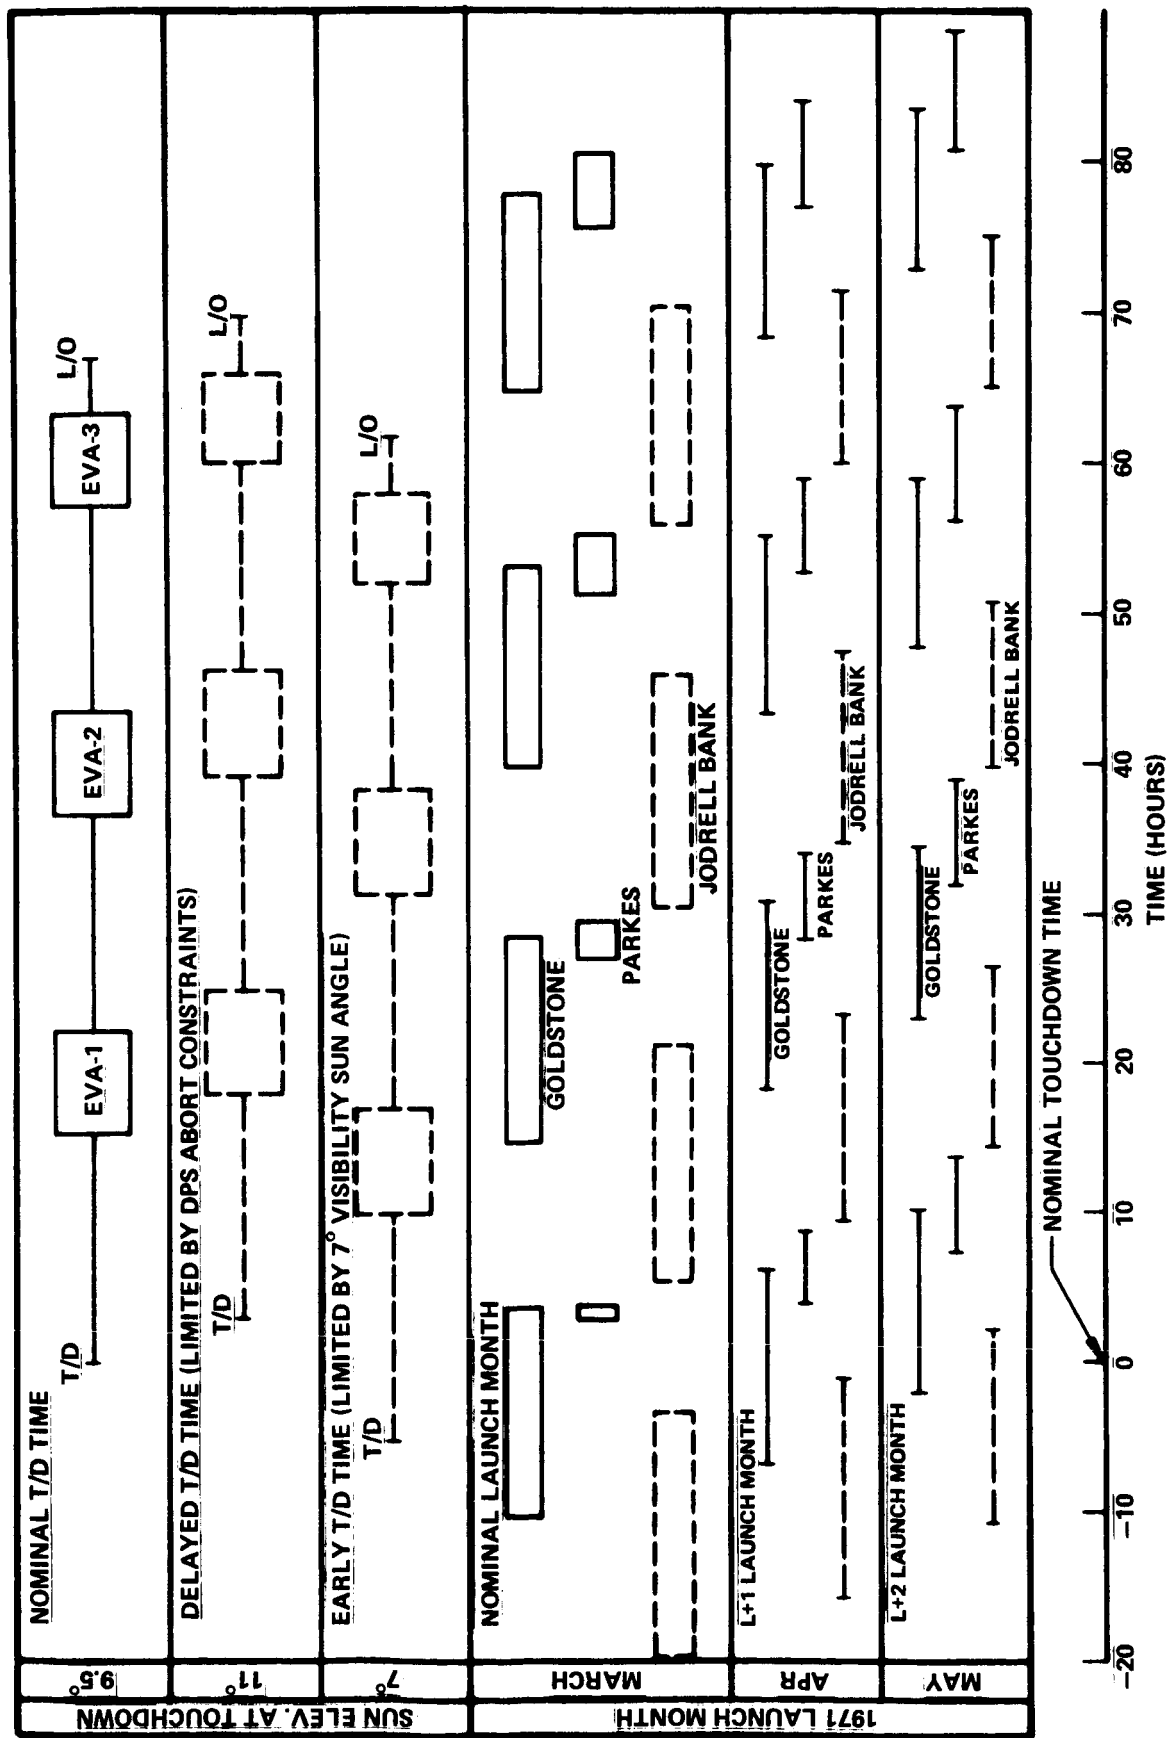 SUN ELEV. AT TOUCHDOWN
9.5°
NOMINAL T/D TIME
T/D
EVA-1
EVA-2
EVA-3
L/O
11°
DELAYED T/D TIME (LIMITED BY DPS ABORT CONSTRAINTS)
T/D
L/O
7°
EARLY T/D TIME (LIMITED BY 7° VISIBILITY SUN ANGLE)
T/D
L/O
1971 LAUNCH MONTH
MARCH
NOMINAL LAUNCH MONTH
GOLDSTONE
PARKES
JODRELL BANK
APR
L+1 LAUNCH MONTH
GOLDSTONE
PARKES
JODRELL BANK
MAY
L+2 LAUNCH MONTH
GOLDSTONE
PARKES
JODRELL BANK
-20 -10 0 10 20 30 40 50 60 70 80
NOMINAL TOUCHDOWN TIME
TIME (HOURS)